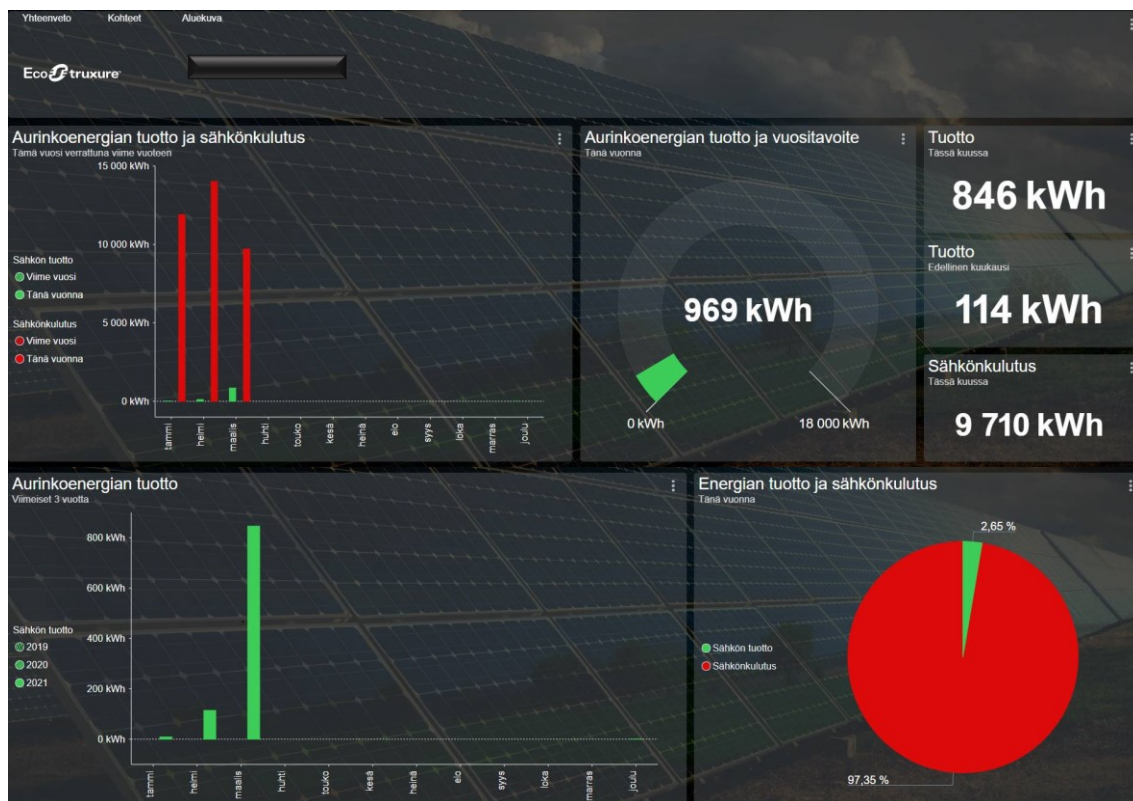 Yhteenveto Kohteet Aluekuva
EcoStruxure
Aurinkoenergian tuotto ja sähkönkulutus
Tämä vuosi verrattuna viime vuoteen
15 000 kWh
10 000 kWh
5 000 kWh
0 kWh
Sähkön tuotto
Viime vuosi
Tänä vuonna
Sähkönkulutus
Viime vuosi
Tänä vuonna
tammi
helmi
maalis
huhti
touko
kesä
heinä
elo
syys
loka
marras
joulu
Aurinkoenergian tuotto ja vuositavoite
Tänä vuonna
969 kWh
0 kWh
18 000 kWh
Tuotto
Tässä kuussa
846 kWh
Tuotto
Edellinen kuukausi
114 kWh
Sähkönkulutus
Tässä kuussa
9 710 kWh
Aurinkoenergian tuotto
Viimeiset 3 vuotta
800 kWh
600 kWh
400 kWh
200 kWh
0 kWh
Sähkön tuotto
2019
2020
2021
tammi
helmi
maalis
huhti
touko
kesä
heinä
elo
syys
loka
marras
joulu
Energian tuotto ja sähkönkulutus
Tänä vuonna
2,65 %
Sähkön tuotto
Sähkönkulutus
97,35 %